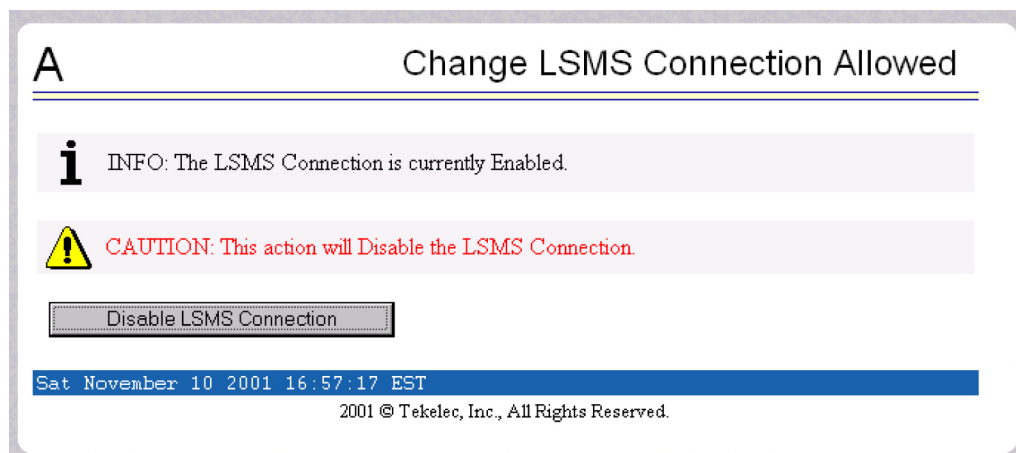 A
Change LSMS Connection Allowed
i
INFO: The LSMS Connection is currently Enabled.
!
CAUTION: This action will Disable the LSMS Connection.
Disable LSMS Connection
Sat November 10 2001 16:57:17 EST
2001 © Tekelec, Inc., All Rights Reserved.